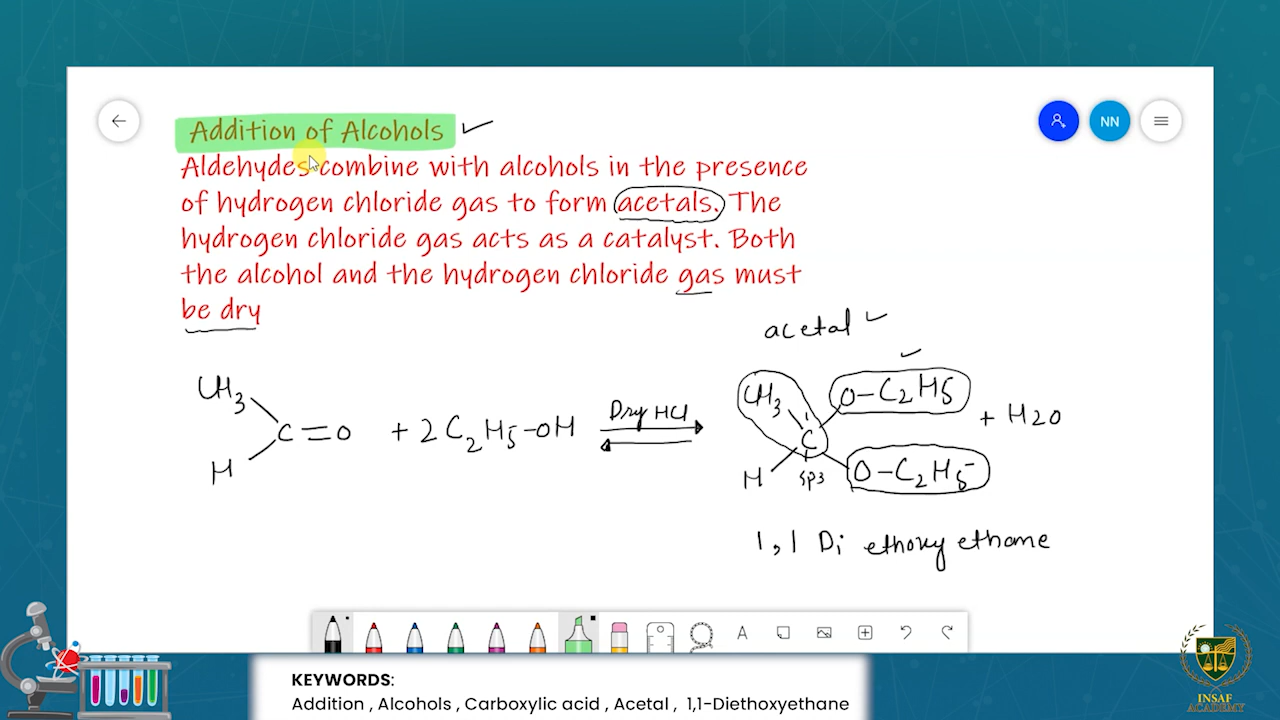 Addition of Alcohols
NN
Aldehydes combine with alcohols in the presence
of hydrogen chloride gas to form acetals. The
hydrogen chloride gas acts as a catalyst. Both
the alcohol and the hydrogen chloride gas must
be dry
acetal
CH3
H
C=O
+ 2C2H5-OH
Dry HCl
CH3
O-C2H5
C
H
sp3
O-C2H5
+ H2O
1,1 Di ethoxy ethane
A
KEYWORDS:
Addition , Alcohols , Carboxylic acid , Acetal , 1,1-Diethoxyethane
INSAF
ACADEMY